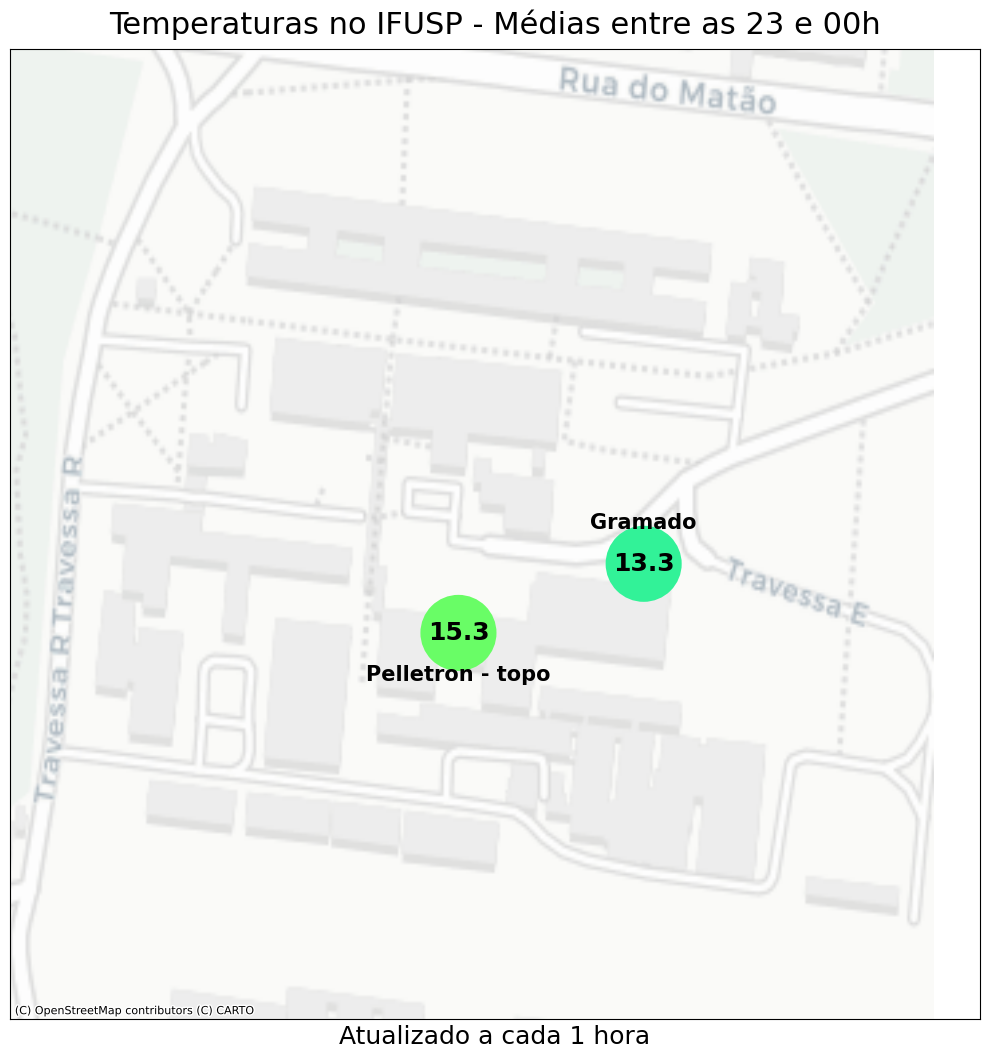 Temperaturas no IFUSP - Médias entre as 23 e 00h
Rua do Matão
Travessa R
Travessa R
Gramado
13.3
Travessa E
15.3
Pelletron - topo
(C) OpenStreetMap contributors (C) CARTO
Atualizado a cada 1 hora